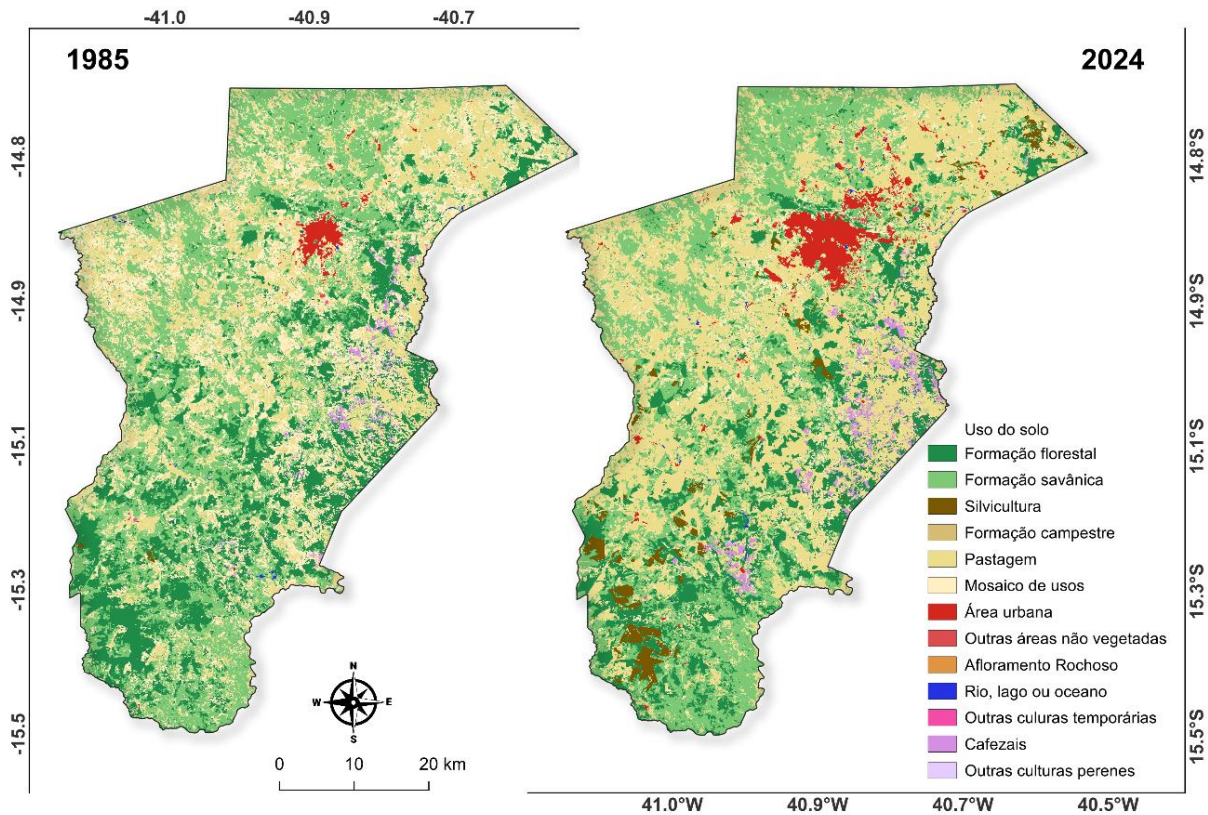 -41.0 -40.9 -40.7
1985
2024
-14.8
-14.9
-15.1
-15.3
-15.5
14.8°S
14.9°S
15.1°S
15.3°S
15.5°S
Uso do solo
Formação florestal
Formação savânica
Silvicultura
Formação campestre
Pastagem
Mosaico de usos
Área urbana
Outras áreas não vegetadas
Afloramento Rochoso
Rio, lago ou oceano
Outras culuras temporárias
Cafezais
Outras culturas perenes
N
W E
S
0 10 20 km
41.0°W 40.9°W 40.7°W 40.5°W